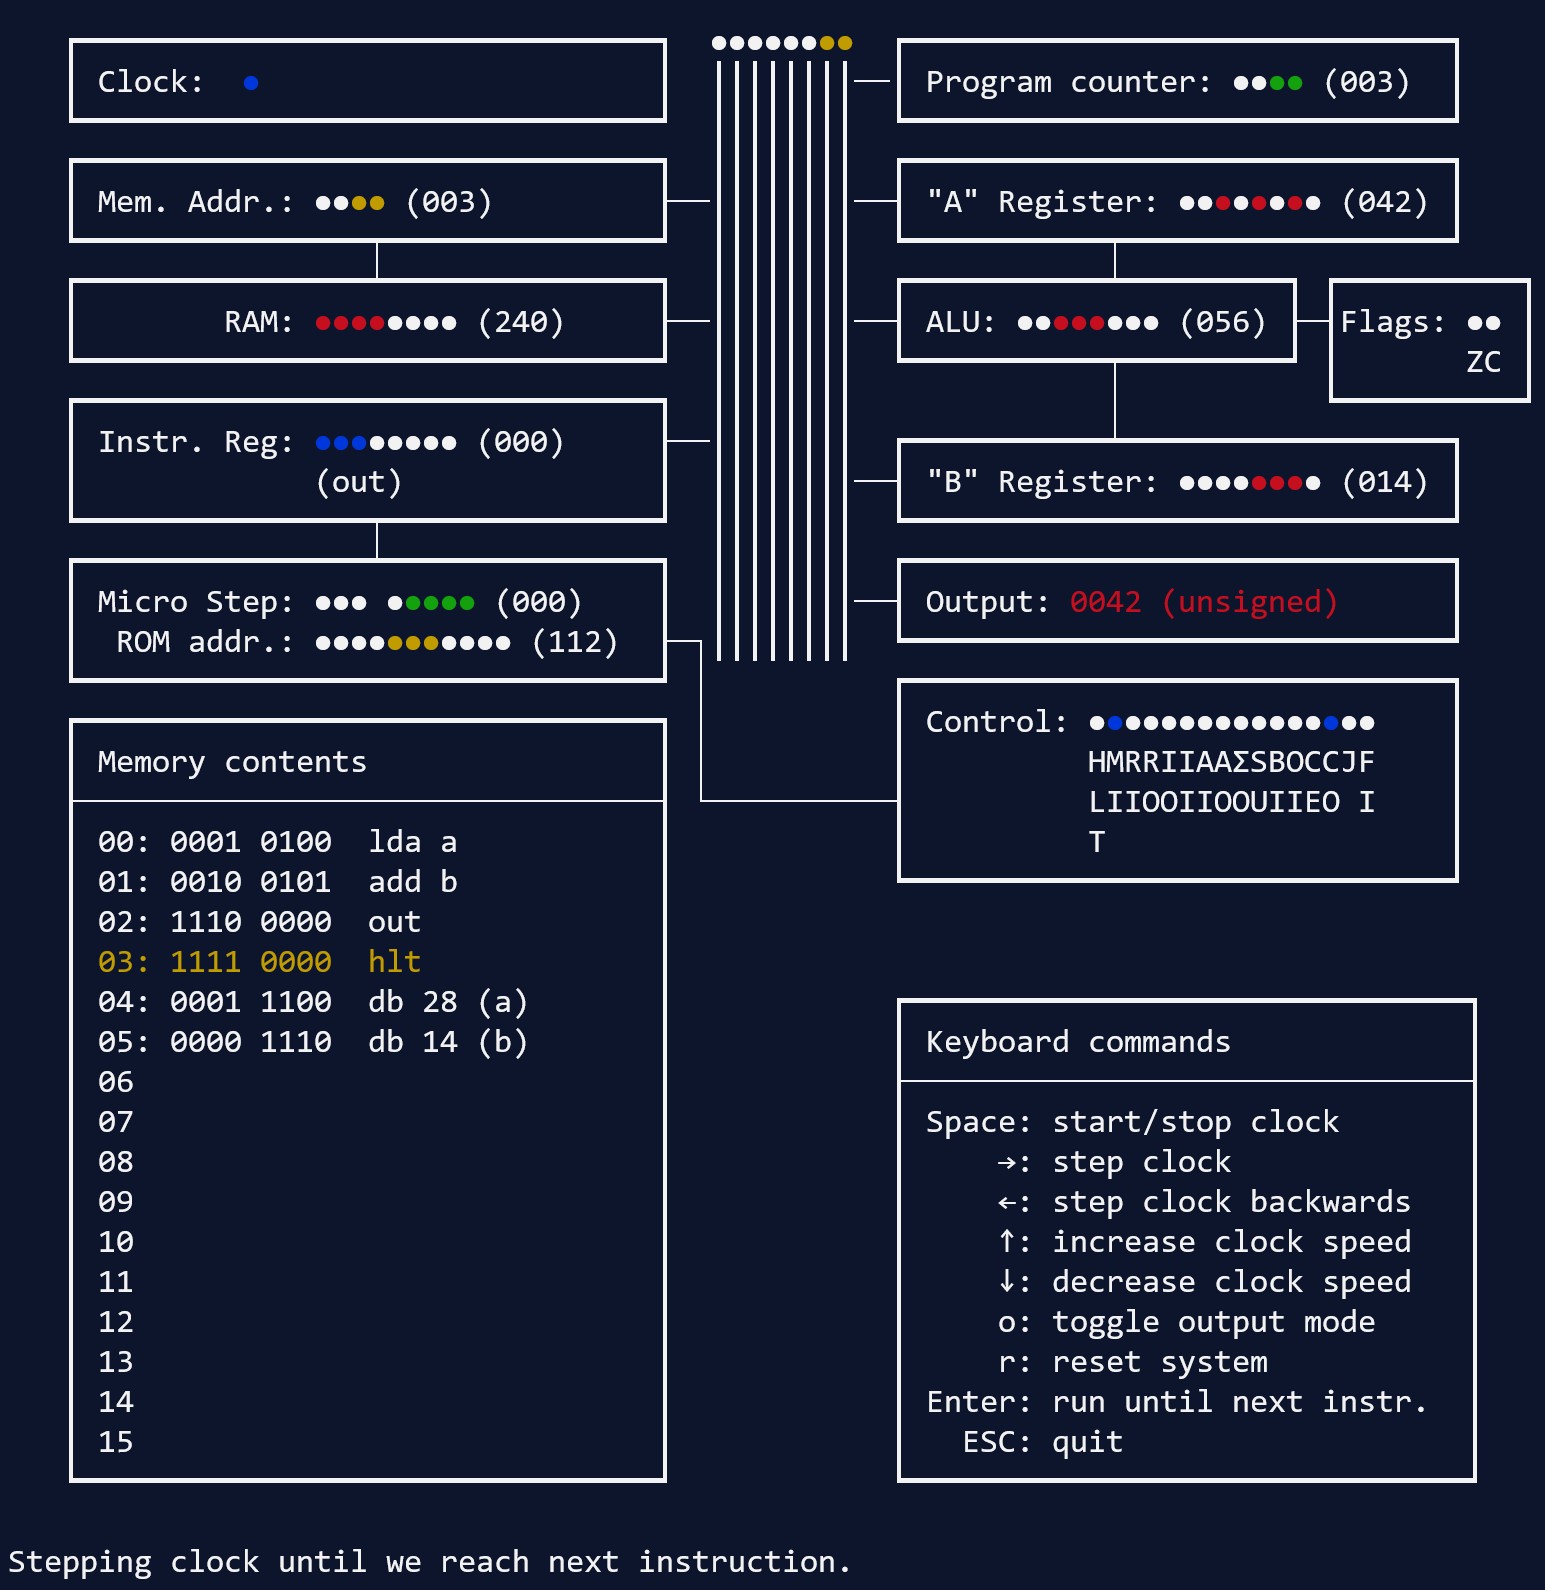 Clock:
Program counter: (003)
Mem. Addr.: (003)
"A" Register: (042)
RAM: (240)
ALU: (056)
Flags:
ZC
Instr. Reg: (000)
(out)
"B" Register: (014)
Micro Step: (000)
ROM addr.: (112)
Output: 0042 (unsigned)
Control:
HMRRIIAAΣSBOCCJF
LIIOOIIOOUIIEO I
T
Memory contents
00: 0001 0100 lda a
01: 0010 0101 add b
02: 1110 0000 out
03: 1111 0000 hlt
04: 0001 1100 db 28 (a)
05: 0000 1110 db 14 (b)
06
07
08
09
10
11
12
13
14
15
Keyboard commands
Space: start/stop clock
→: step clock
←: step clock backwards
↑: increase clock speed
↓: decrease clock speed
o: toggle output mode
r: reset system
Enter: run until next instr.
ESC: quit
Stepping clock until we reach next instruction.